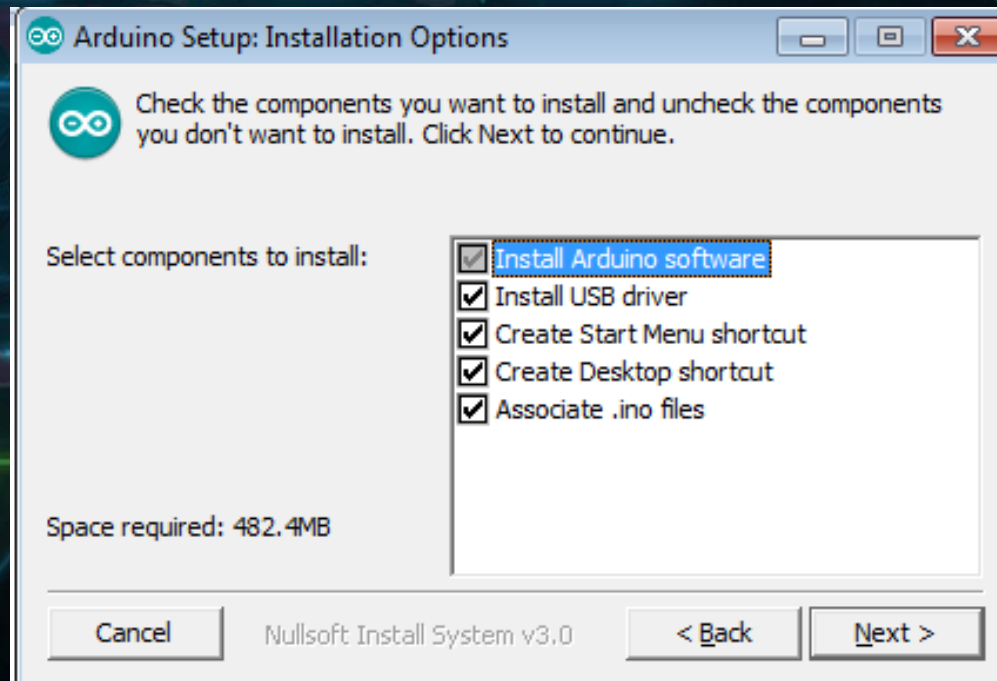 Arduino Setup: Installation Options
Check the components you want to install and uncheck the components
you don't want to install. Click Next to continue.
Select components to install:
Install Arduino software
Install USB driver
Create Start Menu shortcut
Create Desktop shortcut
Associate .ino files
Space required: 482.4MB
Cancel
Nullsoft Install System v3.0
< Back
Next >